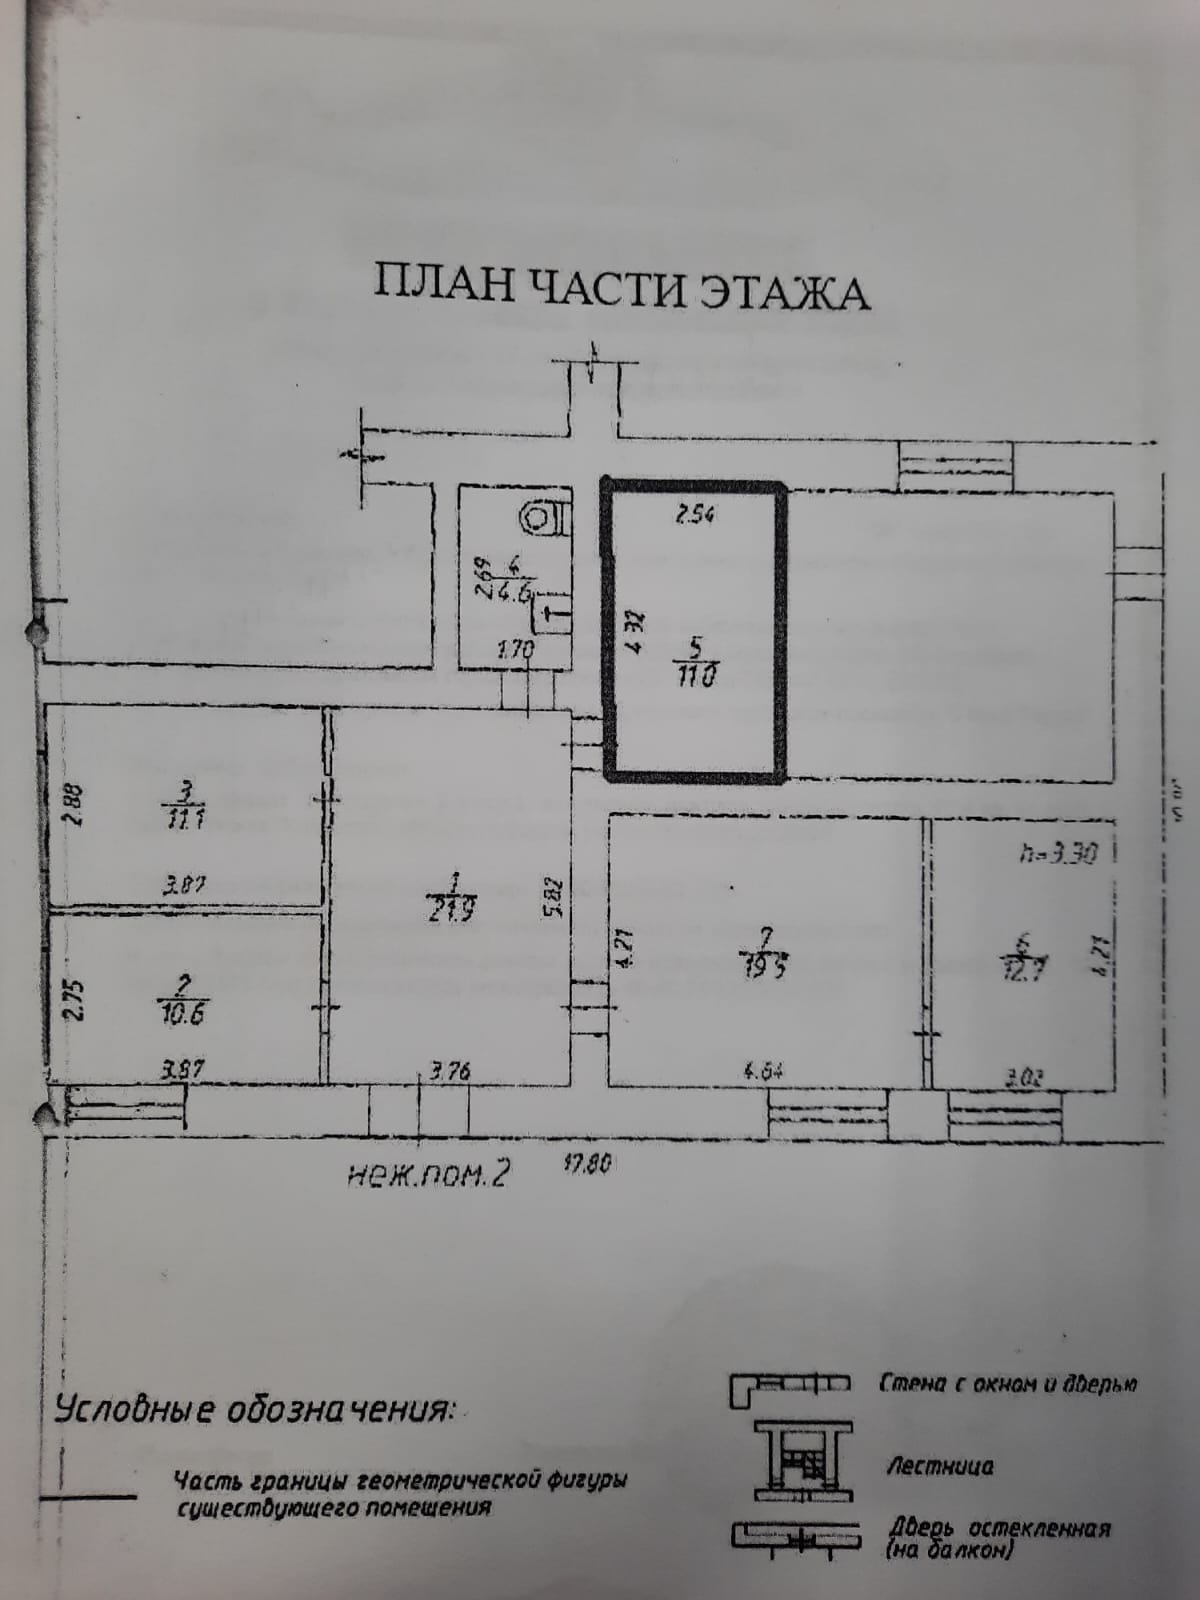 ПЛАН ЧАСТИ ЭТАЖА
2.54
2.69
4
4.6
4.32
1.70
5
11.0
2.88
3
11.1
h=3.30
3.87
1
21.9
5.82
4.21
7
19.5
6
12.7
4.21
2.75
2
10.6
3.87
3.76
4.64
3.02
неж.пом.2
17.80
Условные обозначения:
Часть границы геометрической фигуры
существующего помещения
Стена с окном и дверью
Лестница
Дверь остекленная
(на балкон)